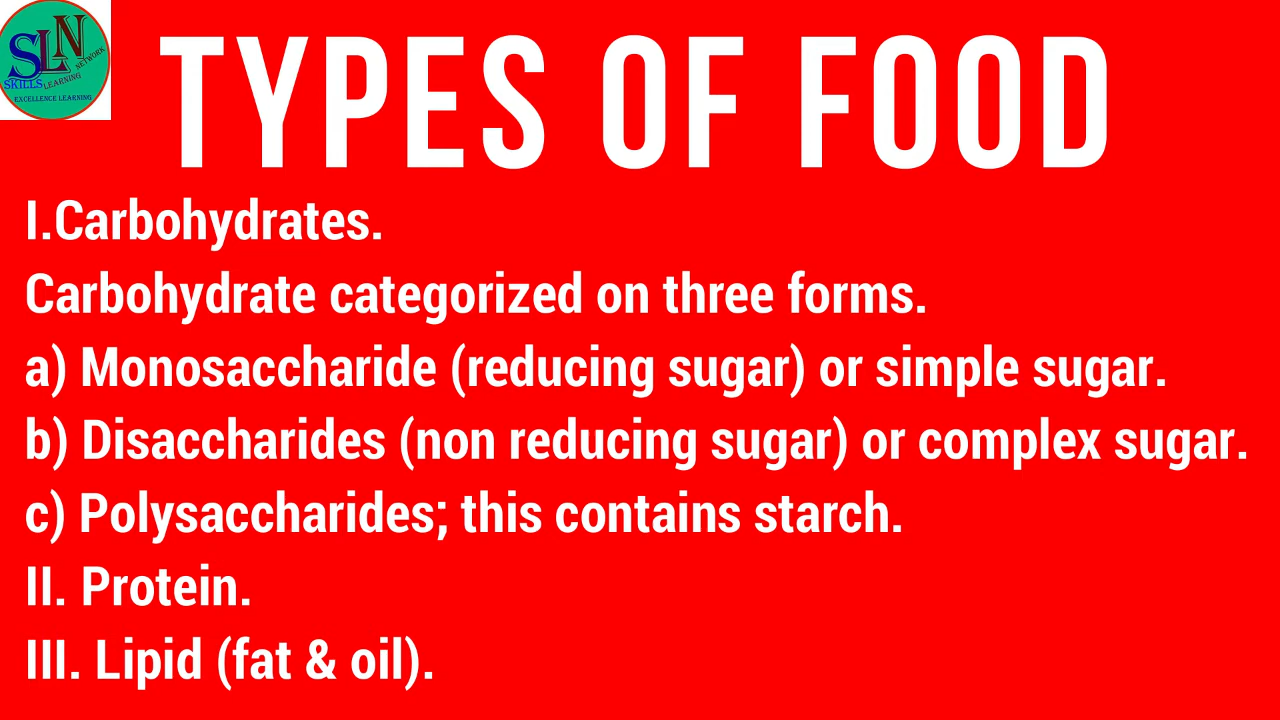 SLN
SKILLS LEARNING NETWORK
EXCELLENCE LEARNING
TYPES OF FOOD
I.Carbohydrates.
Carbohydrate categorized on three forms.
a) Monosaccharide (reducing sugar) or simple sugar.
b) Disaccharides (non reducing sugar) or complex sugar.
c) Polysaccharides; this contains starch.
II. Protein.
III. Lipid (fat & oil).